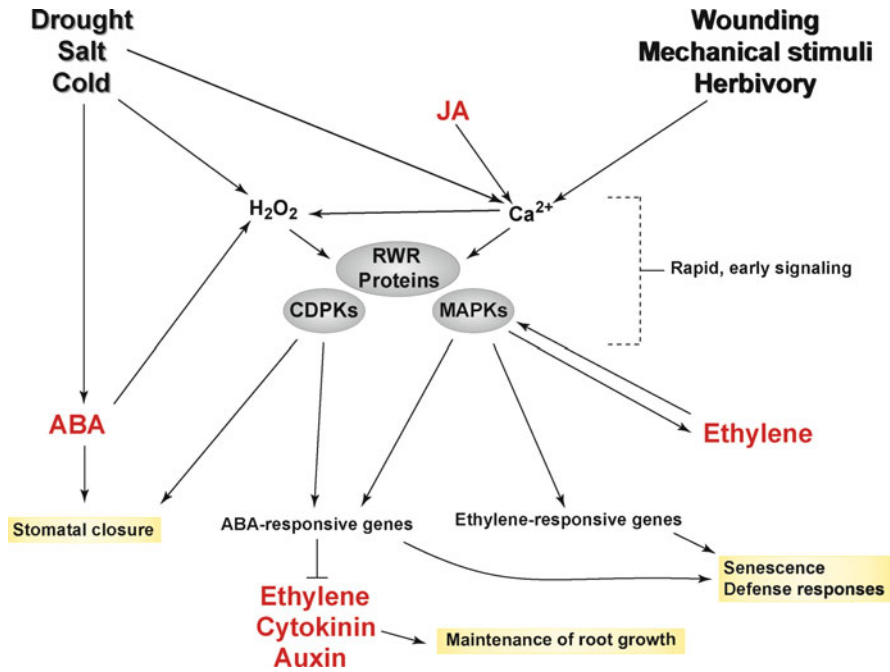 Drought
Salt
Cold
Wounding
Mechanical stimuli
Herbivory
JA
H₂O₂
Ca²⁺
RWR
Proteins
Rapid, early signaling
CDPKs
MAPKs
ABA
Ethylene
Stomatal closure
ABA-responsive genes
Ethylene-responsive genes
Senescence
Defense responses
Ethylene
Cytokinin
Auxin
Maintenance of root growth